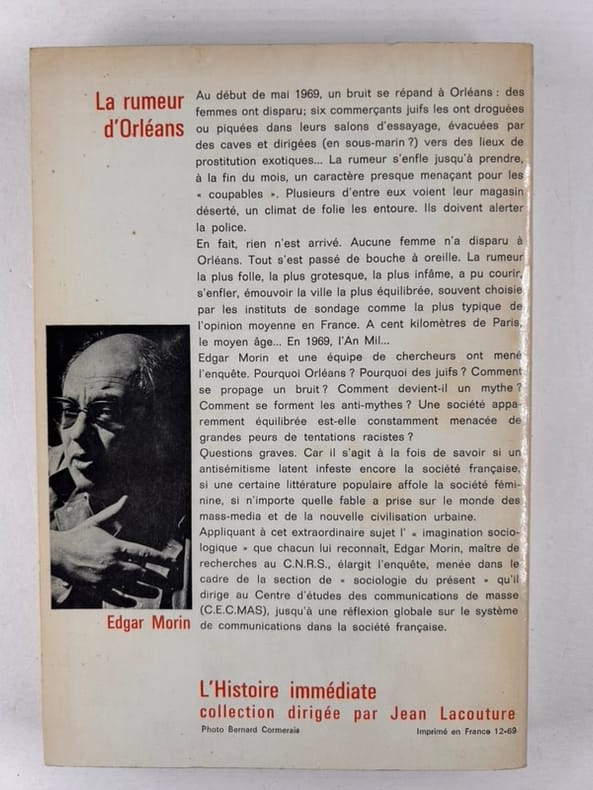 La rumeur
d'Orléans
Au début de mai 1969, un bruit se répand à Orléans : des
femmes ont disparu; six commerçants juifs les ont droguées
ou piquées dans leurs salons d'essayage, évacuées par
des caves et dirigées (en sous-marin ?) vers des lieux de
prostitution exotiques... La rumeur s'enfle jusqu'à prendre,
à la fin du mois, un caractère presque menaçant pour les
« coupables ». Plusieurs d'entre eux voient leur magasin
déserté, un climat de folie les entoure. Ils doivent alerter
la police.
En fait, rien n'est arrivé. Aucune femme n'a disparu à
Orléans. Tout s'est passé de bouche à oreille. La rumeur
la plus folle, la plus grotesque, la plus infâme, a pu courir,
s'enfler, émouvoir la ville la plus équilibrée, souvent choisie
par les instituts de sondage comme la plus typique de
l'opinion moyenne en France. A cent kilomètres de Paris,
le moyen âge... En 1969, l'An Mil...
Edgar Morin et une équipe de chercheurs ont mené
l'enquête. Pourquoi Orléans ? Pourquoi des juifs ? Comment
se propage un bruit ? Comment devient-il un mythe ?
Comment se forment les anti-mythes ? Une société appa-
remment équilibrée est-elle constamment menacée de
grandes peurs de tentations racistes ?
Questions graves. Car il s'agit à la fois de savoir si un
antisémitisme latent infeste encore la société française,
si une certaine littérature populaire affole la société fémi-
nine, si n'importe quelle fable a prise sur le monde des
mass-media et de la nouvelle civilisation urbaine.
Appliquant à cet extraordinaire sujet l' « imagination socio-
logique » que chacun lui reconnaît, Edgar Morin, maître de
recherches au C.N.R.S., élargit l'enquête, menée dans le
cadre de la section de « sociologie du présent » qu'il
dirige au Centre d'études des communications de masse
(C.E.C.MAS), jusqu'à une réflexion globale sur le système
de communications dans la société française.
Edgar Morin
L'Histoire immédiate
collection dirigée par Jean Lacouture
Photo Bernard Cormerais
Imprimé en France 12-69